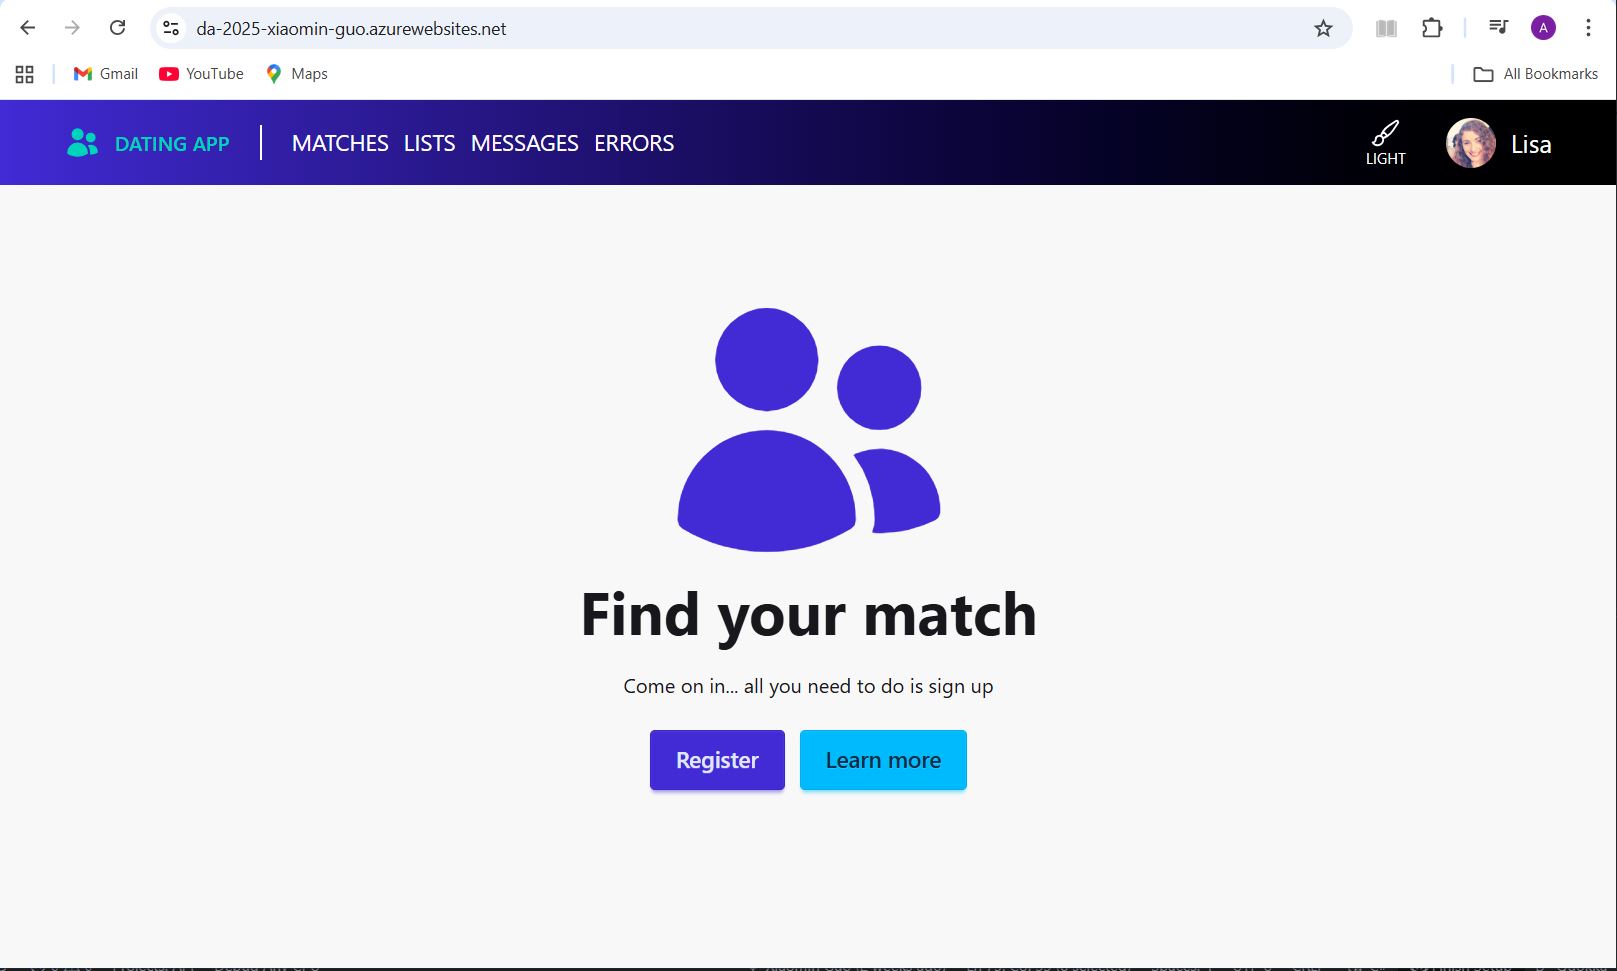 da-2025-xiaomin-guo.azurewebsites.net
A
Gmail YouTube Maps All Bookmarks
DATING APP MATCHES LISTS MESSAGES ERRORS LIGHT Lisa
Find your match
Come on in... all you need to do is sign up
Register Learn more